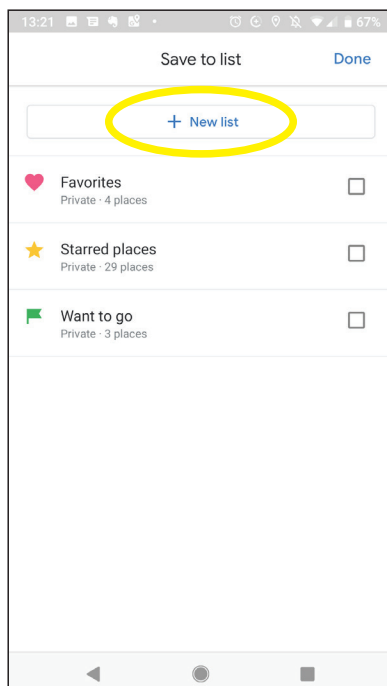 13:21 67%
Save to list Done
+ New list
Favorites
Private · 4 places
Starred places
Private · 29 places
Want to go
Private · 3 places